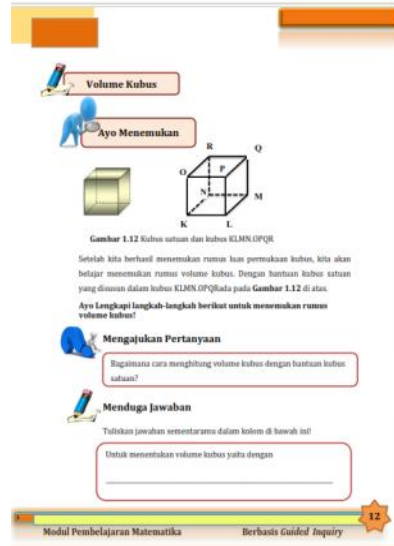 Volume Kubus
Ayo Menemukan
R
Q
O
P
N
M
K
L
Gambar 1.12 Kubus satuan dan kubus KLMN.OPQR
Setelah kita berhasil menemukan rumus luas permukaan kubus, kita akan
belajar menemukan rumus volume kubus. Dengan bantuan kubus satuan
yang disusun dalam kubus KLMN.OPQRada pada Gambar 1.12 di atas.
Ayo Lengkapi langkah-langkah berikut untuk menemukan rumus
volume kubus!
Mengajukan Pertanyaan
Bagaimana cara menghitung volume kubus dengan bantuan kubus
satuan?
Menduga Jawaban
Tuliskan jawaban sementaramu dalam kolom di bawah ini!
Untuk menentukan volume kubus yaitu dengan
12
Modul Pembelajaran Matematika
Berbasis Guided Inquiry